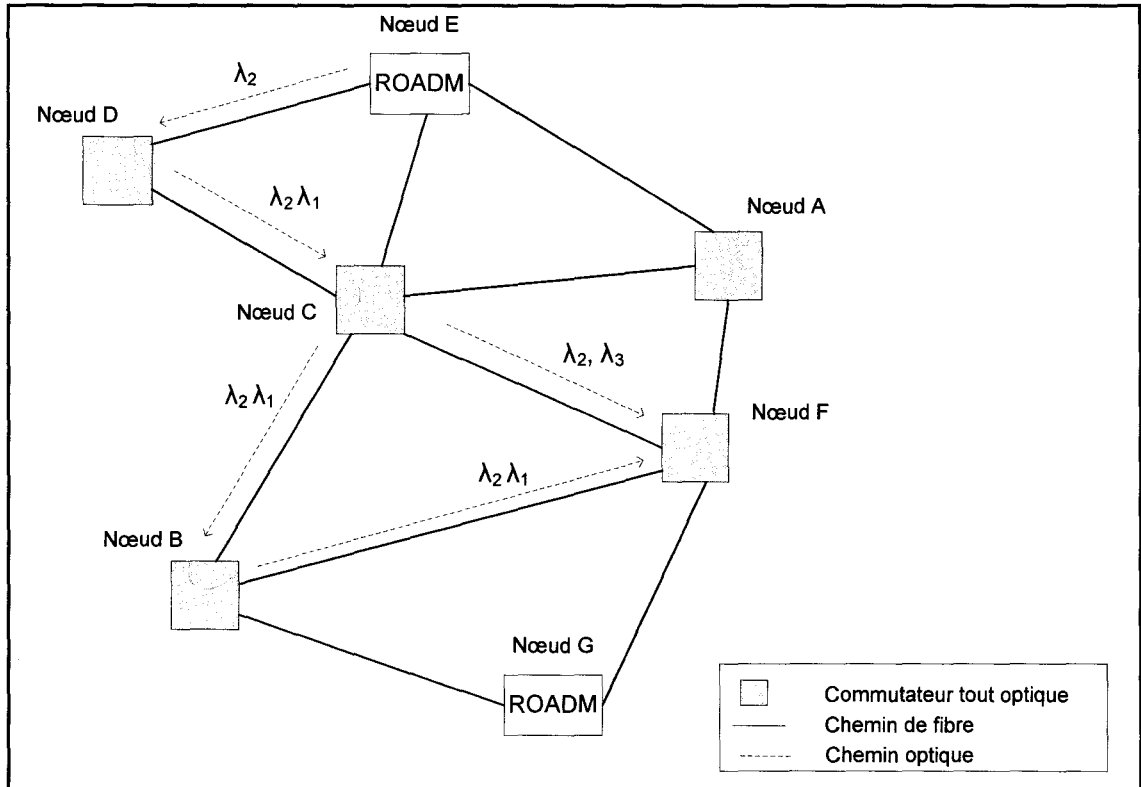 Nœud E
ROADM
λ₂
Nœud D
λ₂ λ₁
Nœud A
Nœud C
λ₂, λ₃
λ₂ λ₁
Nœud F
λ₂ λ₁
Nœud B
Nœud G
ROADM
Commutateur tout optique
Chemin de fibre
Chemin optique